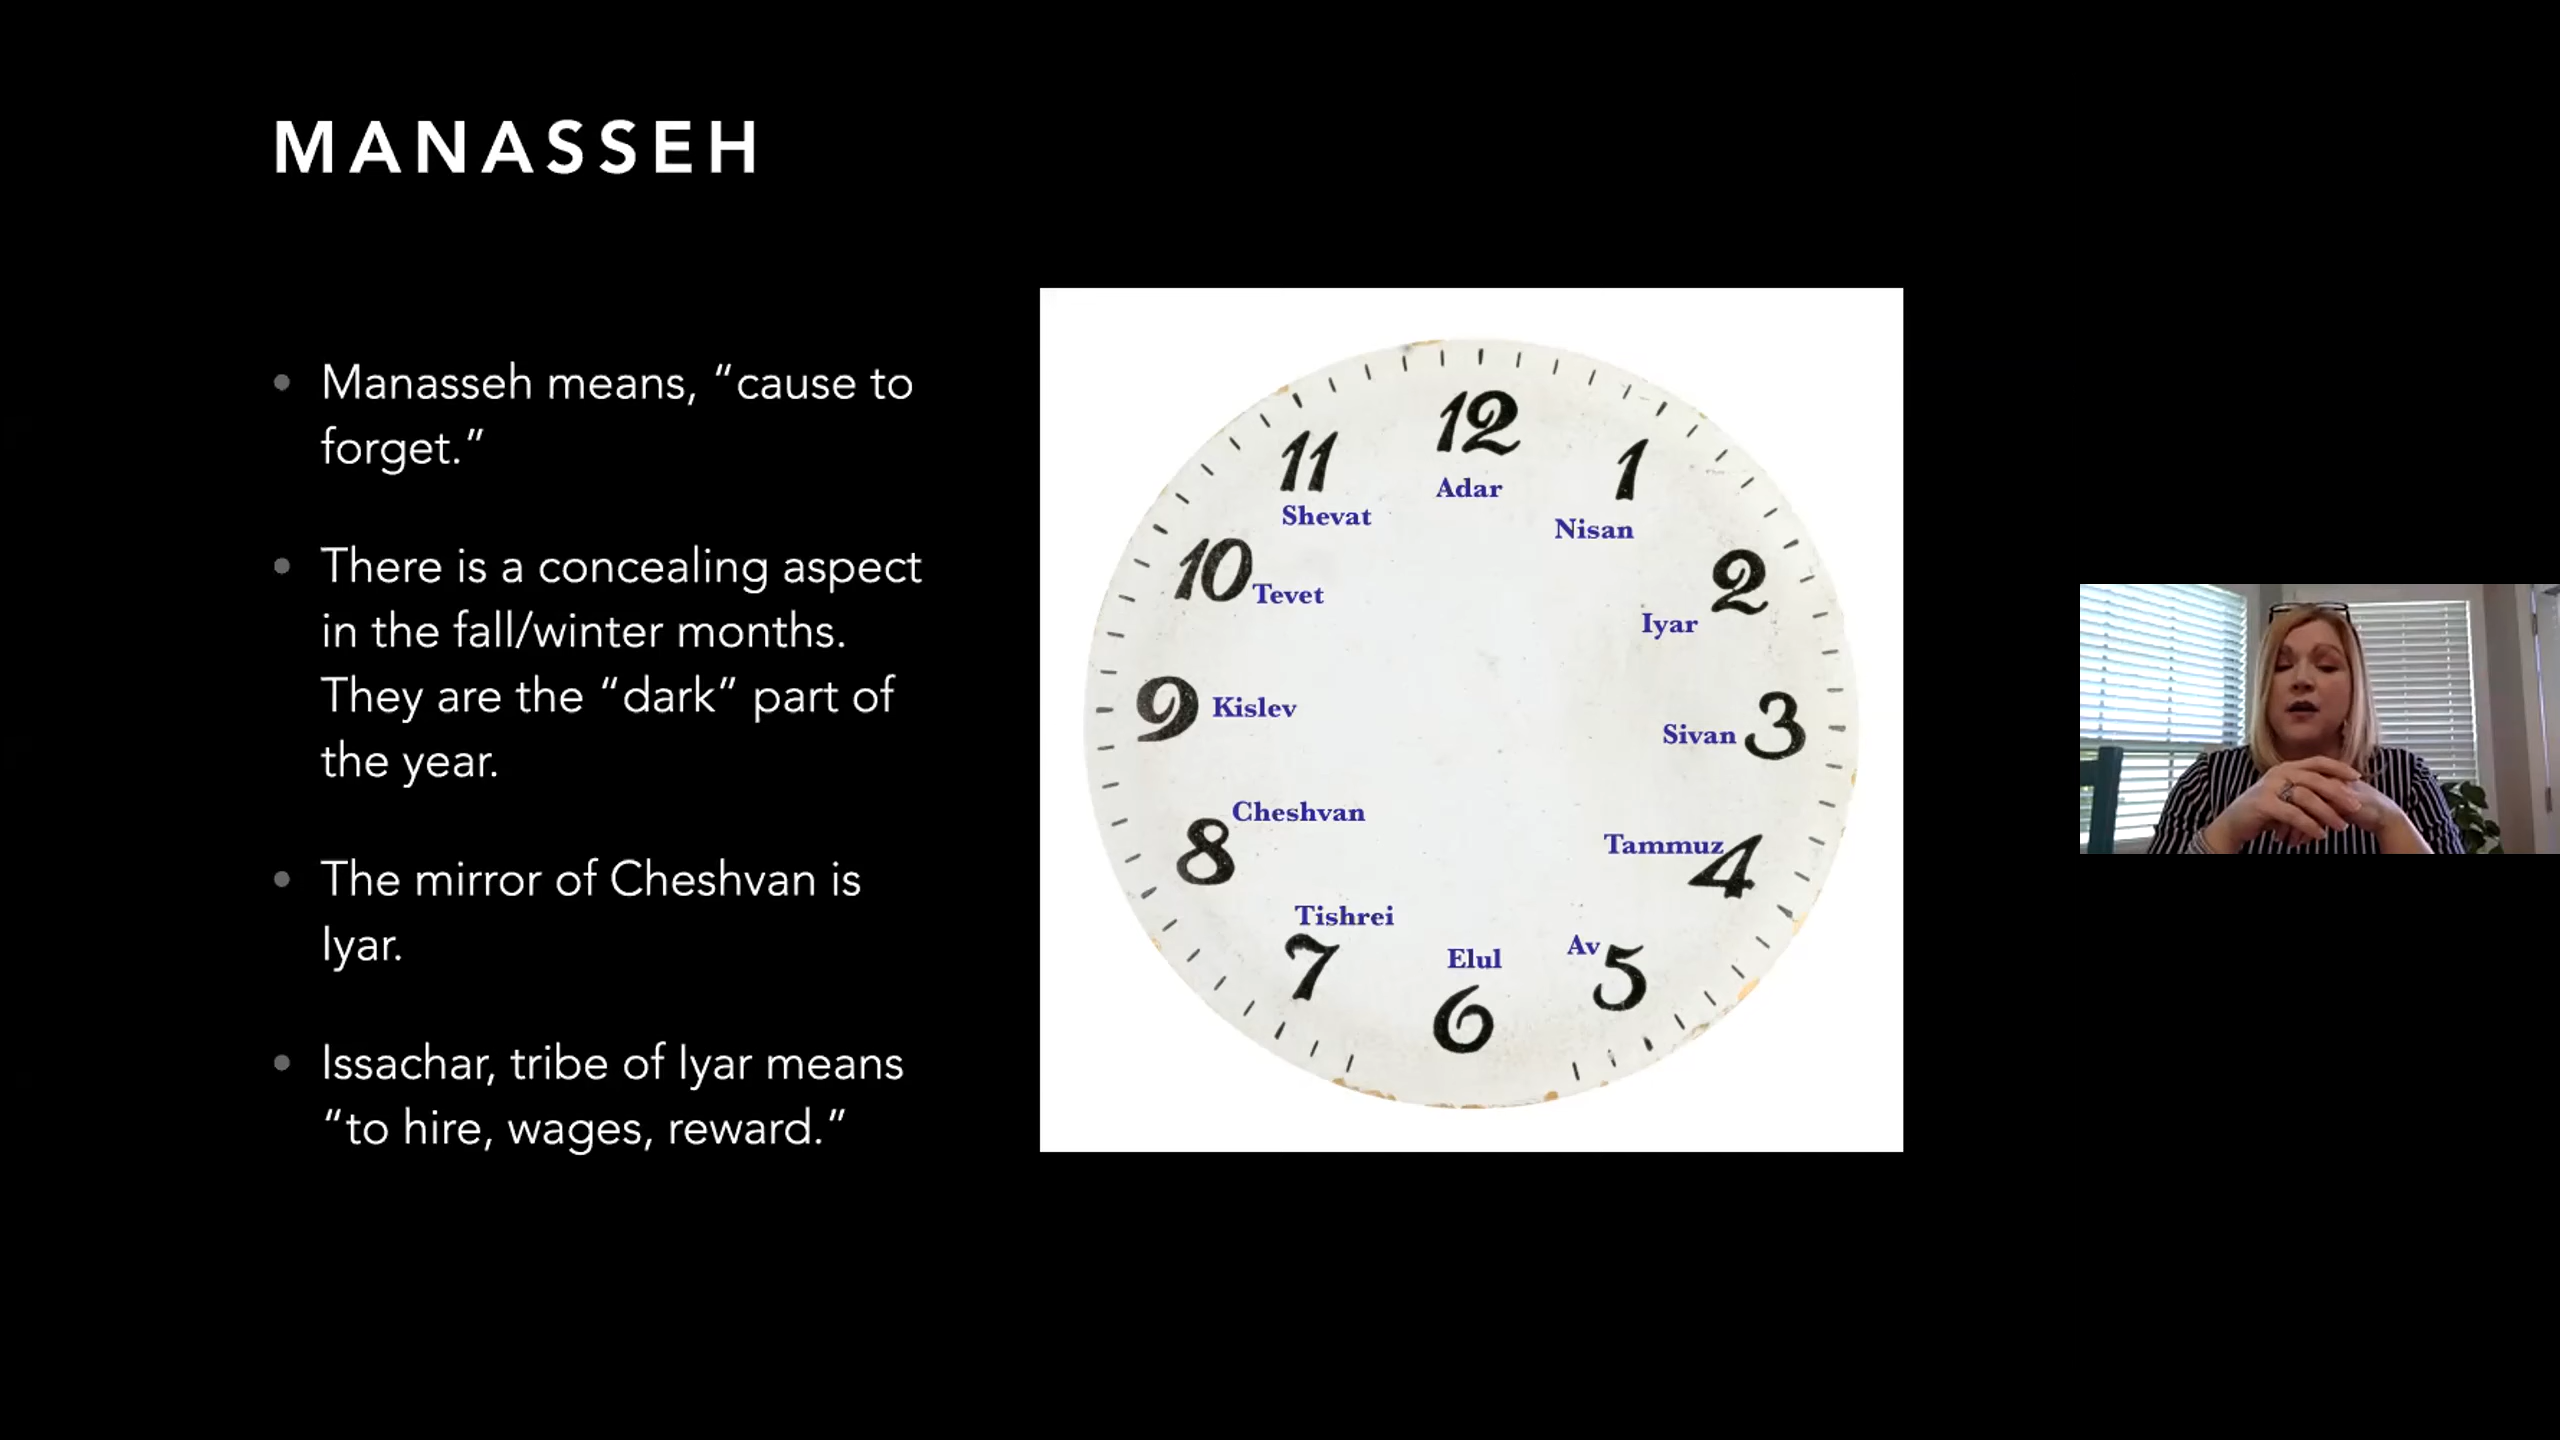 MANASSEH
• Manasseh means, “cause to
forget.”
• There is a concealing aspect
in the fall/winter months.
They are the “dark” part of
the year.
• The mirror of Cheshvan is
Iyar.
• Issachar, tribe of Iyar means
“to hire, wages, reward.”
12
Adar
1
Nisan
2
Iyar
3
Sivan
4
Tammuz
5
Av
6
Elul
7
Tishrei
8
Cheshvan
9
Kislev
10
Tevet
11
Shevat